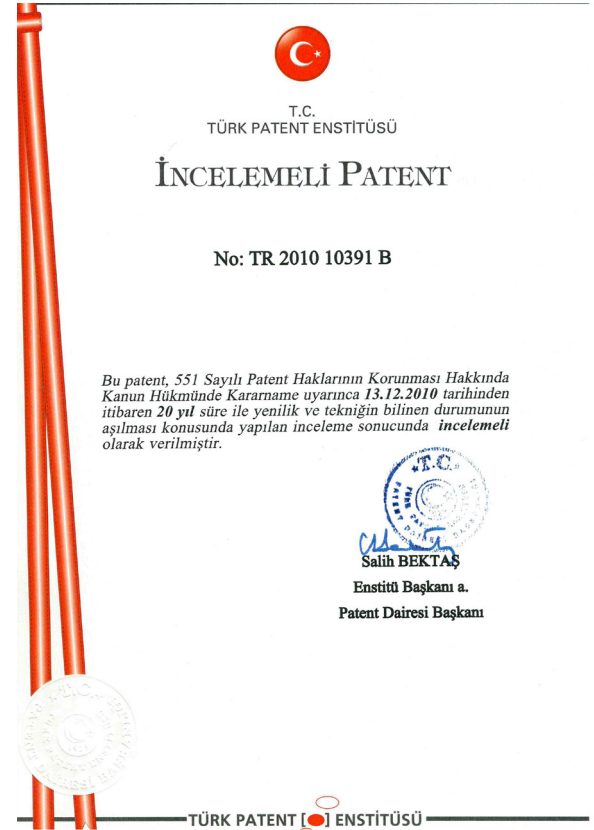 T.C.
TÜRK PATENT ENSTİTÜSÜ
İNCELEMELİ PATENT
No: TR 2010 10391 B
Bu patent, 551 Sayılı Patent Haklarının Korunması Hakkında
Kanun Hükmünde Kararname uyarınca 13.12.2010 tarihinden
itibaren 20 yıl süre ile yenilik ve tekniğin bilinen durumunun
aşılması konusunda yapılan inceleme sonucunda incelemeli
olarak verilmiştir.
T.C.
Salih BEKTAŞ
Enstitü Başkanı a.
Patent Dairesi Başkanı
T.C.
TÜRK PATENT ENSTİTÜSÜ